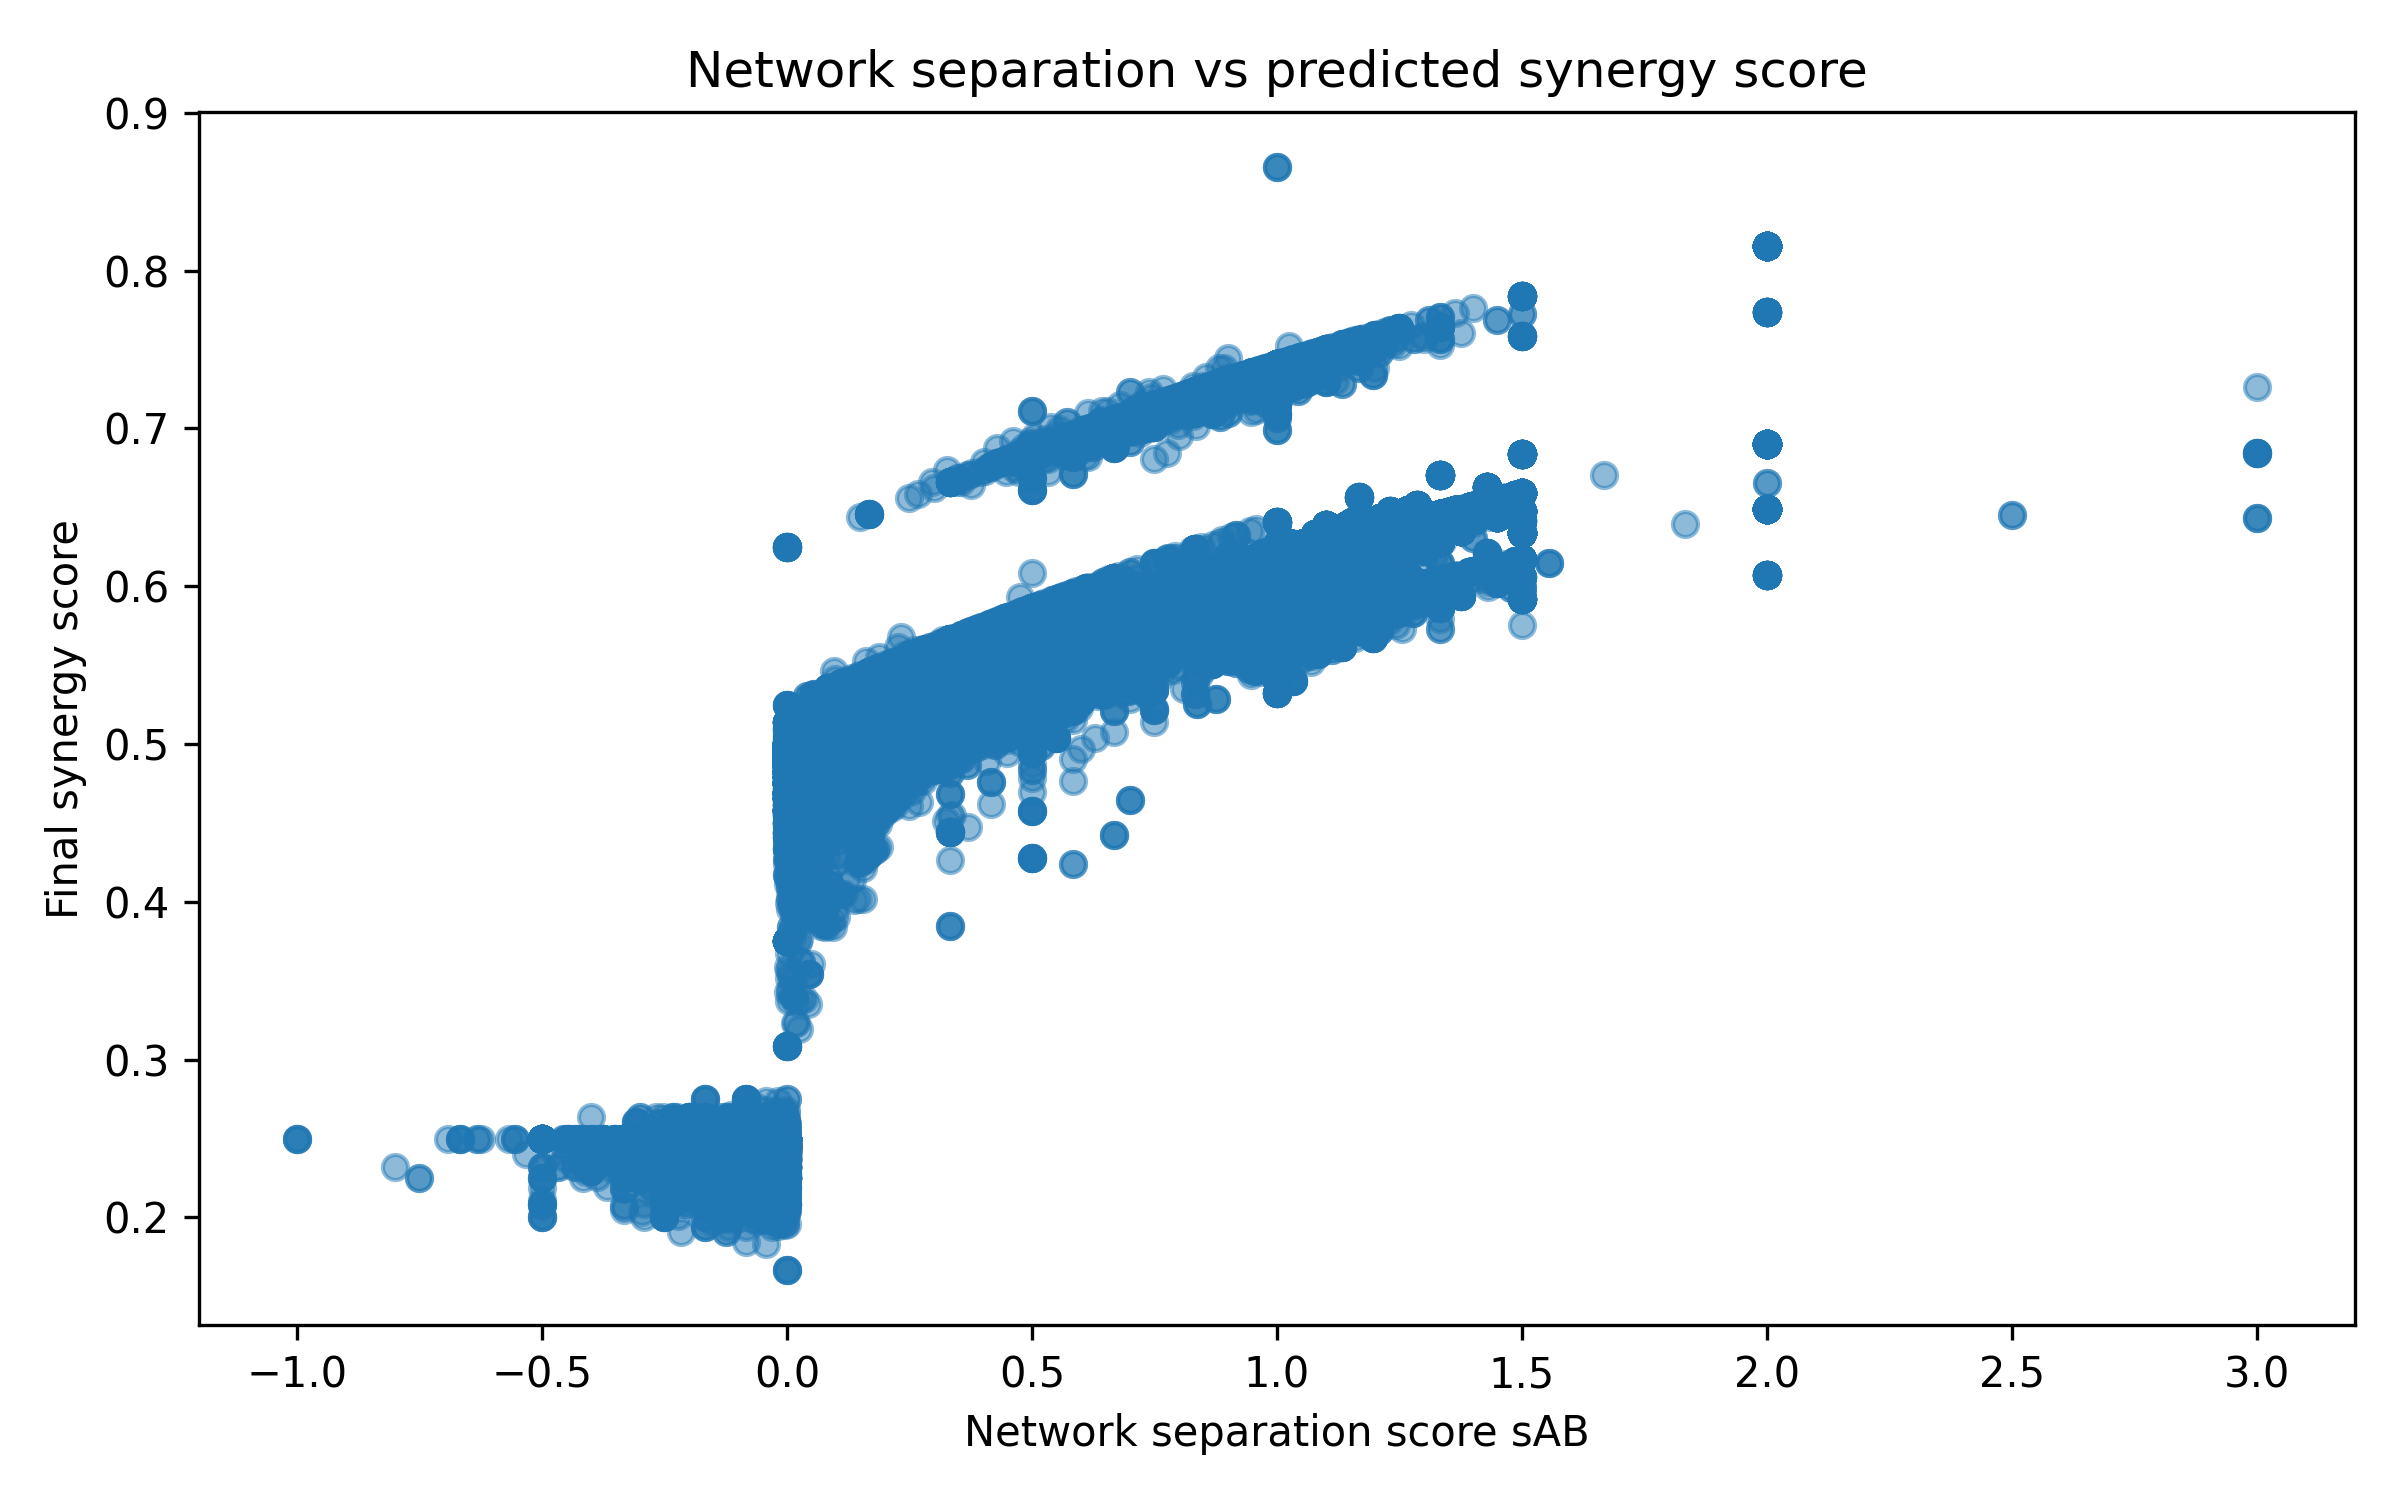 Network separation vs predicted synergy score
0.9
0.8
0.7
0.6
0.5
0.4
0.3
0.2
Final synergy score
−1.0 −0.5 0.0 0.5 1.0 1.5 2.0 2.5 3.0
Network separation score sAB